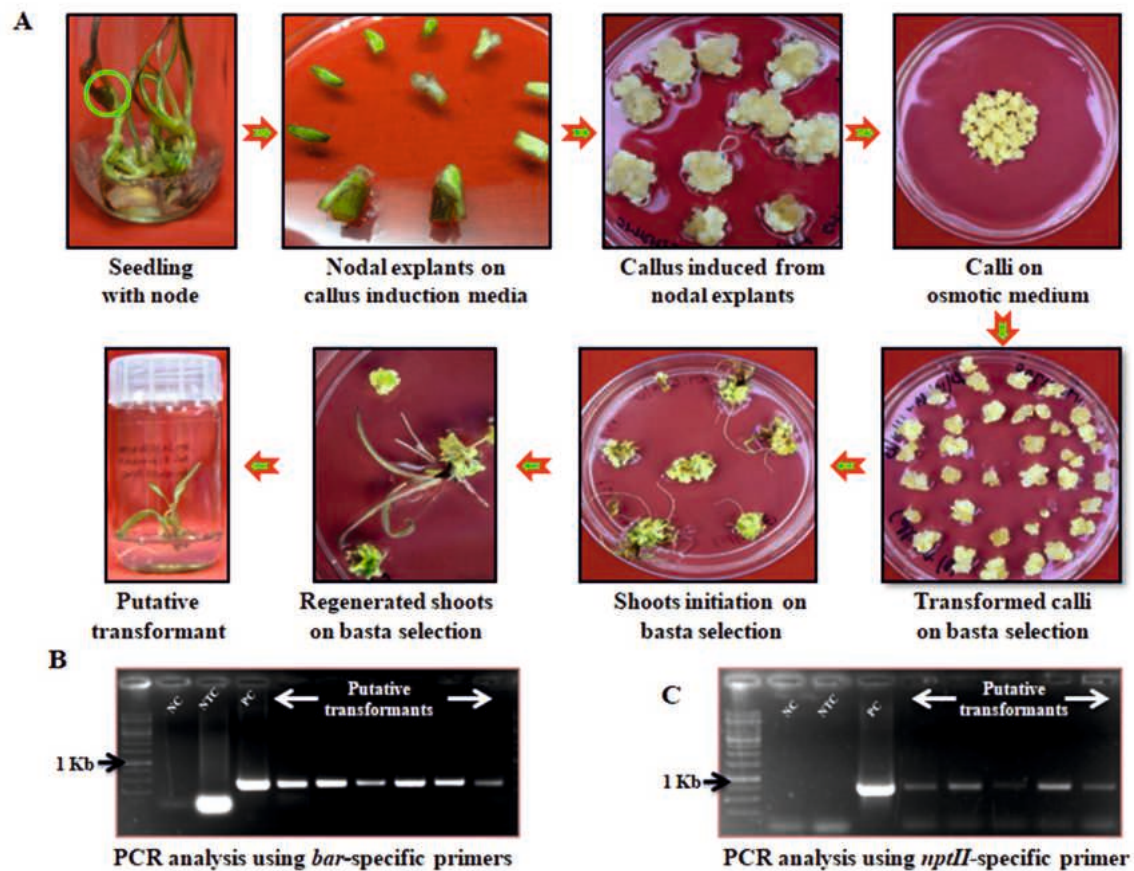 A
Seedling
with node
Nodal explants on
callus induction media
Callus induced from
nodal explants
Calli on
osmotic medium
Putative
transformant
Regenerated shoots
on basta selection
Shoots initiation on
basta selection
Transformed calli
on basta selection
B
NC
NTC
PC
Putative
transformants
1 Kb
PCR analysis using bar-specific primers
C
NC
NTC
PC
Putative
transformants
1 Kb
PCR analysis using nptII-specific primer